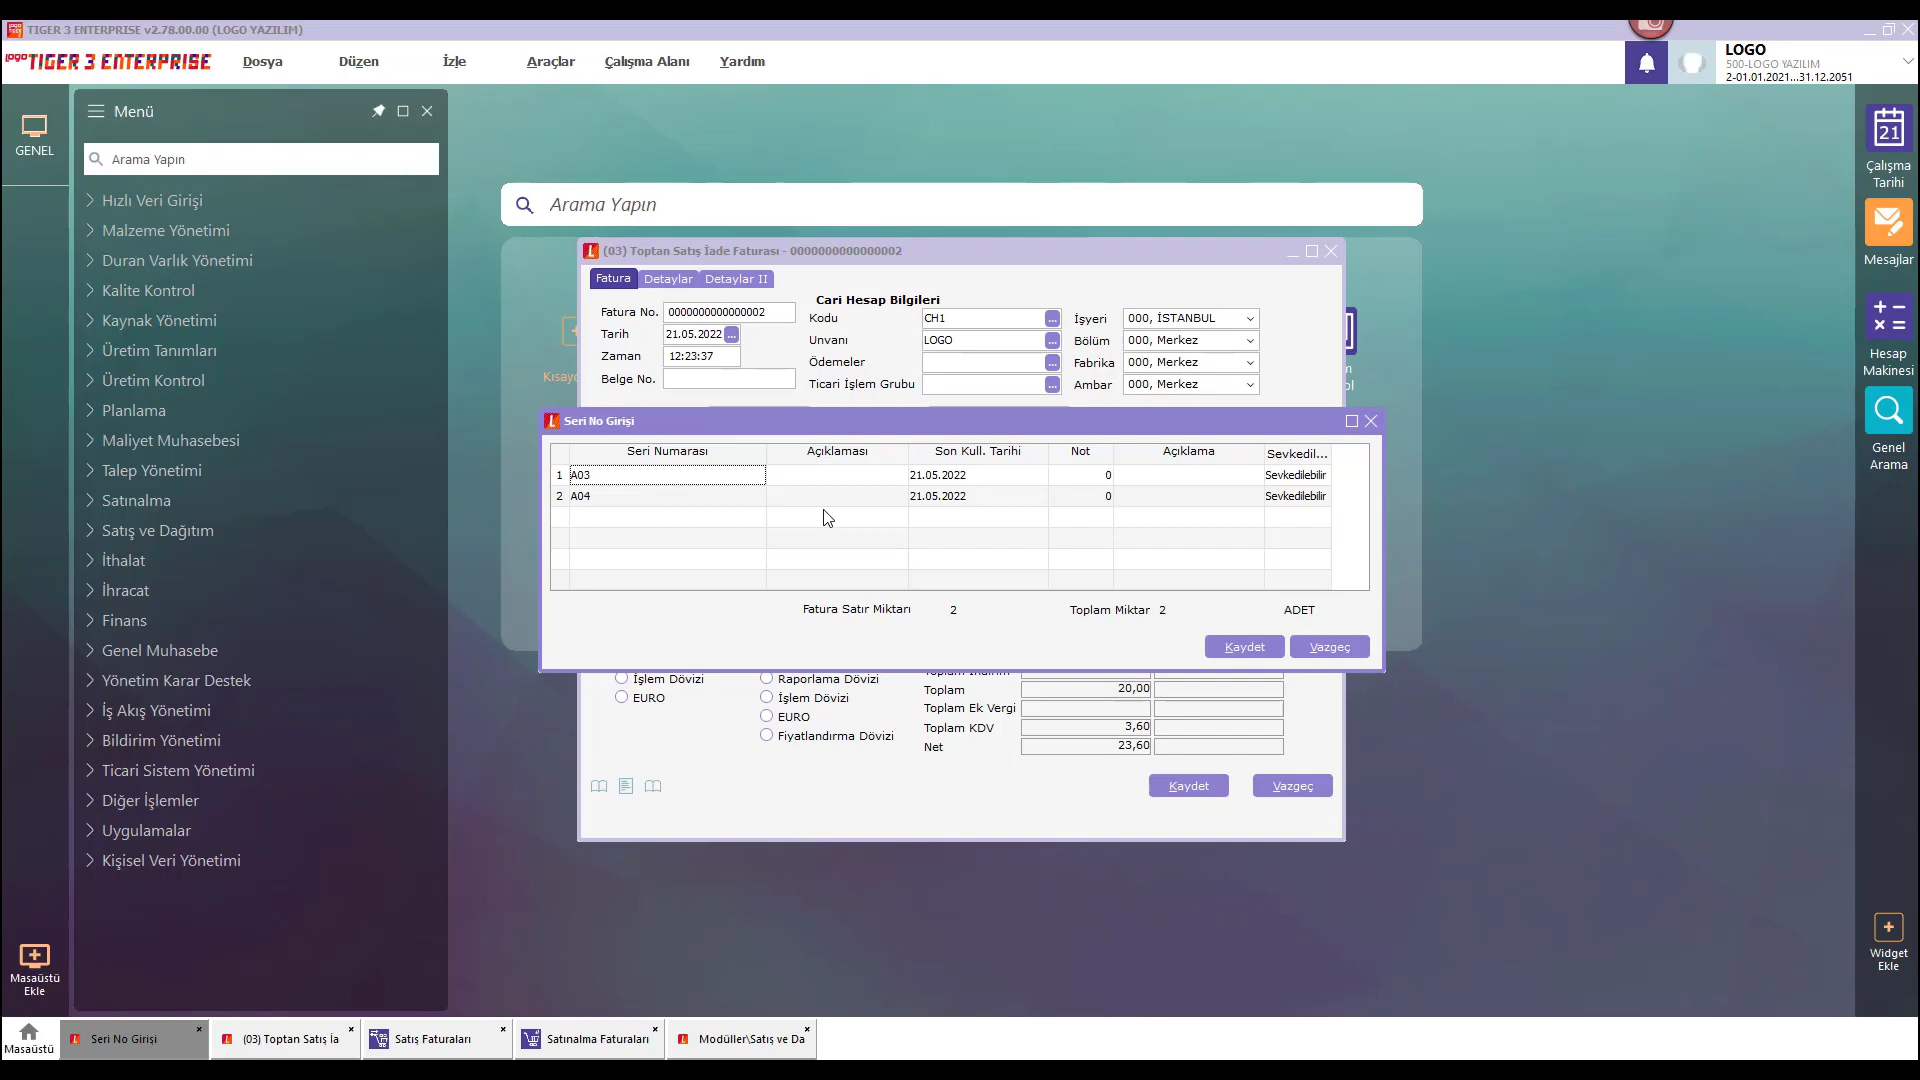 TIGER 3 ENTERPRISE v2.78.00.00 (LOGO YAZILIM)
LOGO TIGER 3 ENTERPRISE
Dosya Düzen İzle Araçlar Çalışma Alanı Yardım
LOGO
500-LOGO YAZILIM
2-01.01.2021...31.12.2051
GENEL
Menü
Arama Yapın
Hızlı Veri Girişi
Malzeme Yönetimi
Duran Varlık Yönetimi
Kalite Kontrol
Kaynak Yönetimi
Üretim Tanımları
Üretim Kontrol
Planlama
Maliyet Muhasebesi
Talep Yönetimi
Satınalma
Satış ve Dağıtım
İthalat
İhracat
Finans
Genel Muhasebe
Yönetim Karar Destek
İş Akış Yönetimi
Bildirim Yönetimi
Ticari Sistem Yönetimi
Diğer İşlemler
Uygulamalar
Kişisel Veri Yönetimi
Masaüstü
Ekle
Arama Yapın
Kısayo
(03) Toptan Satış İade Faturası - 0000000000000002
Fatura Detaylar Detaylar II
Fatura No. 0000000000000002
Tarih 21.05.2022 ...
Zaman 12:23:37
Belge No.
Cari Hesap Bilgileri
Kodu CH1 ...
Unvanı LOGO ...
Ödemeler ...
Ticari İşlem Grubu ...
İşyeri 000, İSTANBUL
Bölüm 000, Merkez
Fabrika 000, Merkez
Ambar 000, Merkez
Seri No Girişi
Seri Numarası Açıklaması Son Kull. Tarihi Not Açıklama Sevkedil...
1 A03 21.05.2022 0 Sevkedilebilir
2 A04 21.05.2022 0 Sevkedilebilir
Fatura Satır Miktarı 2 Toplam Miktar 2 ADET
Kaydet Vazgeç
İşlem Dövizi
EURO
Raporlama Dövizi
İşlem Dövizi
EURO
Fiyatlandırma Dövizi
Toplam İndirim
Toplam 20,00
Toplam Ek Vergi
Toplam KDV 3,60
Net 23,60
Kaydet Vazgeç
21
Çalışma
Tarihi
Mesajlar
Hesap
Makinesi
Genel
Arama
Widget
Ekle
Masaüstü
Seri No Girişi
(03) Toptan Satış İa
Satış Faturaları
Satınalma Faturaları
Modüller\Satış ve Da